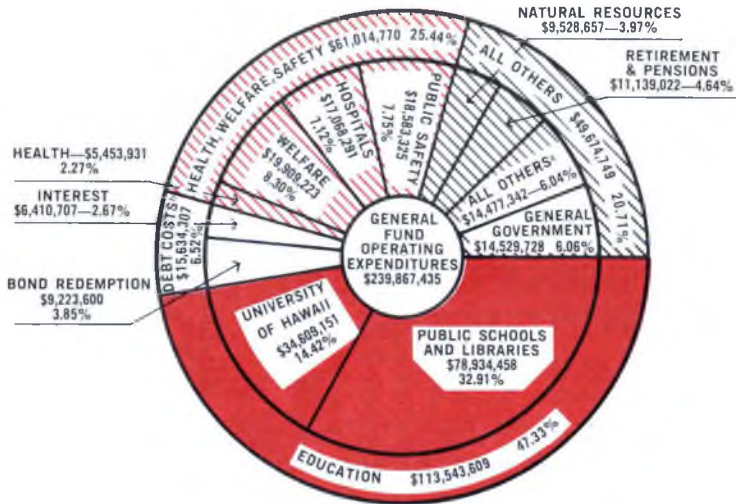 NATURAL RESOURCES
$9,528,657—3.97%
RETIREMENT
& PENSIONS
$11,139,022—4.64%
ALL OTHERS
$49,674,749 20.71%
HEALTH, WELFARE, SAFETY $61,014,770 25.44%
PUBLIC SAFETY
$18,583,325
7.75%
HOSPITALS
$17,068,291
7.12%
WELFARE
$19,909,223
8.30%
HEALTH—$5,453,931
2.27%
INTEREST
$6,410,707—2.67%
DEBT COSTS
$15,634,307
6.52%
BOND REDEMPTION
$9,223,600
3.85%
ALL OTHERS
$14,477,342—6.04%
GENERAL
GOVERNMENT
$14,529,728 6.06%
GENERAL
FUND
OPERATING
EXPENDITURES
$239,867,435
UNIVERSITY
OF HAWAII
$34,609,151
14.42%
PUBLIC SCHOOLS
AND LIBRARIES
$78,934,458
32.91%
EDUCATION $113,543,609 47.33%